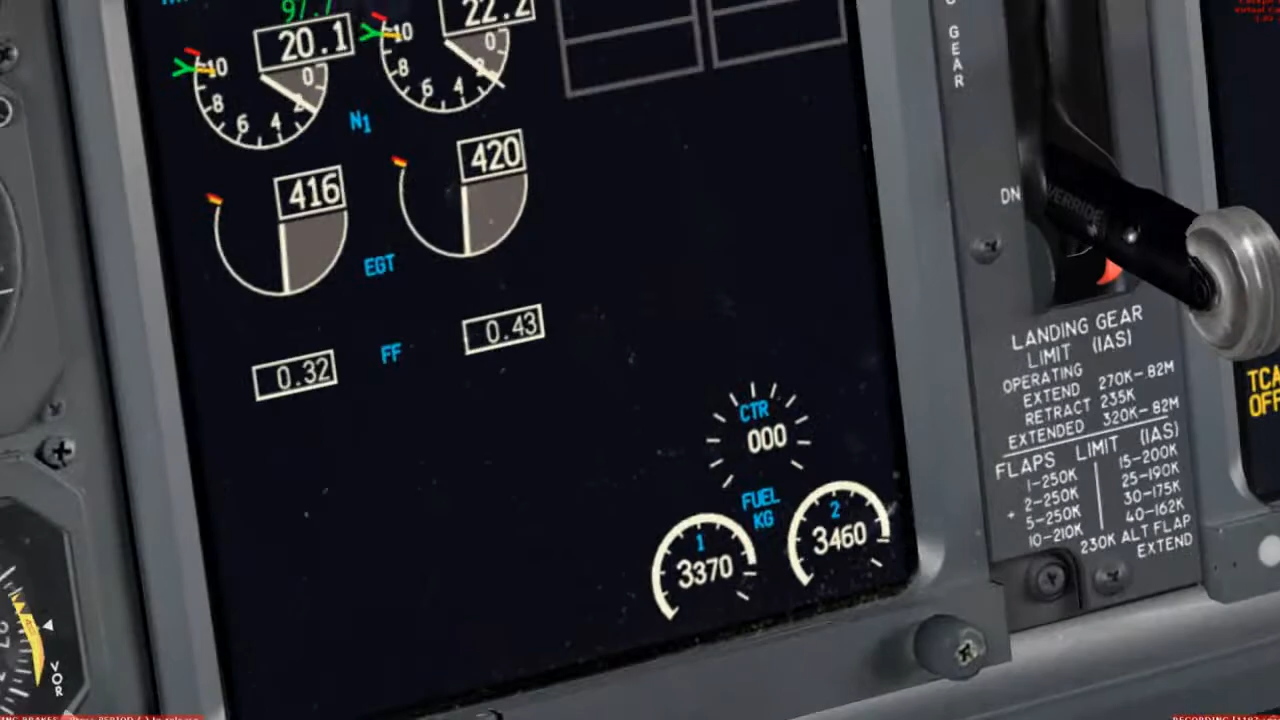 97.7
20.1
22.2
10 8 6 4 2 0
10 8 6 4 2 0
N1
416
420
EGT
0.32
FF
0.43
CTR
000
FUEL
KG
1
3370
2
3460
GEAR
DN
OVERRIDE
LANDING GEAR
LIMIT (IAS)
OPERATING
EXTEND 270K-.82M
RETRACT 235K
EXTENDED 320K-.82M
FLAPS LIMIT (IAS)
1-250K 15-200K
2-250K 25-190K
5-250K 30-175K
10-210K 40-162K
230K ALT FLAP
EXTEND
TCA
OFF
VOR